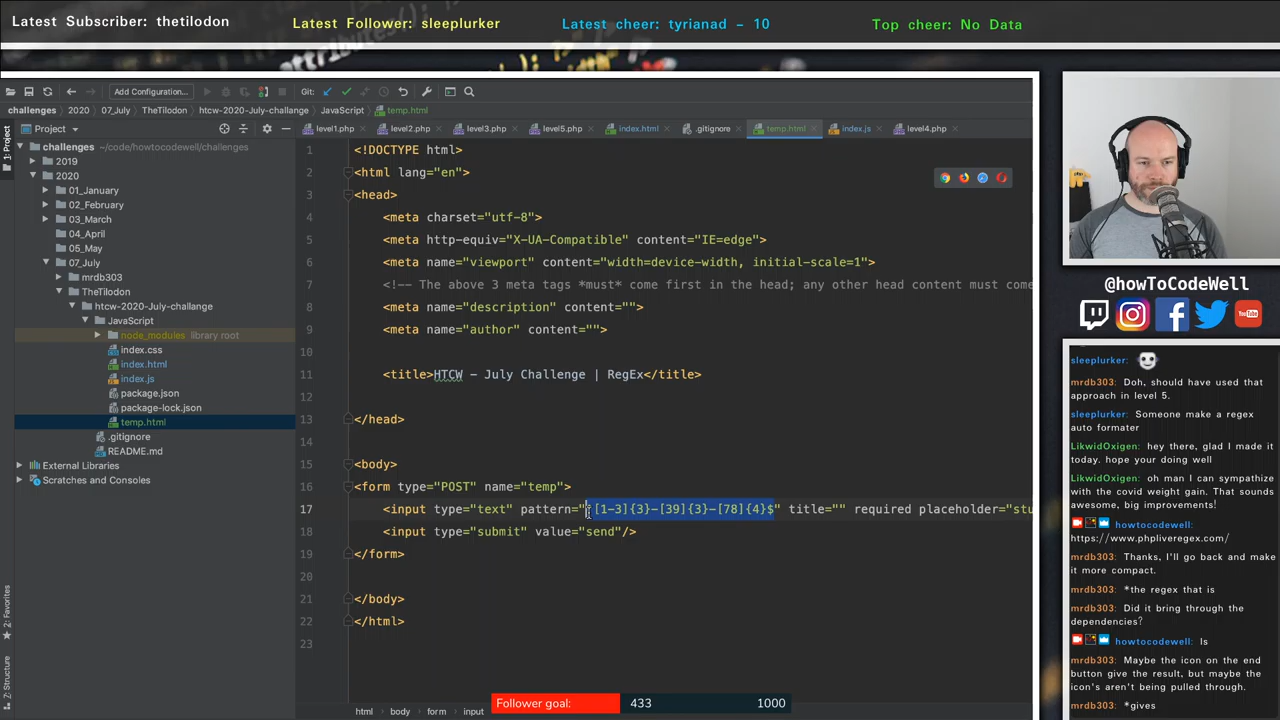 Latest Subscriber: thetilodon
Latest Follower: sleeplurker
Latest cheer: tyrianad - 10
Top cheer: No Data
Add Configuration...
Git:
challenges
2020
07_July
TheTilodon
htcw-2020-July-challange
JavaScript
temp.html
1: Project
Project
level1.php
level2.php
level3.php
level5.php
index.html
.gitignore
temp.html
index.js
level4.php
challenges ~/code/howtocodewell/challenges
2019
2020
01_January
02_February
03_March
04_April
05_May
07_July
mrdb303
TheTilodon
htcw-2020-July-challange
JavaScript
node_modules library root
index.css
index.html
index.js
package.json
package-lock.json
temp.html
.gitignore
README.md
External Libraries
Scratches and Consoles
2: Favorites
7: Structure
1 <!DOCTYPE html>
2 <html lang="en">
3 <head>
4 <meta charset="utf-8">
5 <meta http-equiv="X-UA-Compatible" content="IE=edge">
6 <meta name="viewport" content="width=device-width, initial-scale=1">
7 <!-- The above 3 meta tags *must* come first in the head; any other head content must come
8 <meta name="description" content="">
9 <meta name="author" content="">
10
11 <title>HTCW - July Challenge | RegEx</title>
12
13 </head>
14
15 <body>
16 <form type="POST" name="temp">
17 <input type="text" pattern="^[1-3]{3}-[39]{3}-[78]{4}$" title="" required placeholder="stu
18 <input type="submit" value="send"/>
19 </form>
20
21 </body>
22 </html>
23
html
body
form
input
Follower goal:
433
1000
@howToCodeWell
You Tube
sleeplurker:
mrdb303: Doh, should have used that
approach in level 5.
sleeplurker: Someone make a regex
auto formater
LikwidOxigen: hey there, glad I made it
today. hope your doing well
LikwidOxigen: oh man I can sympathize
with the covid weight gain. That sounds
awesome, big improvements!
howtocodewell:
https://www.phpliveregex.com/
mrdb303: Thanks, I'll go back and make
it more compact.
mrdb303: *the regex that is
mrdb303: Did it bring through the
dependencies?
howtocodewell: ls
mrdb303: Maybe the icon on the end
button give the result, but maybe the
icon's aren't being pulled through.
mrdb303: *gives